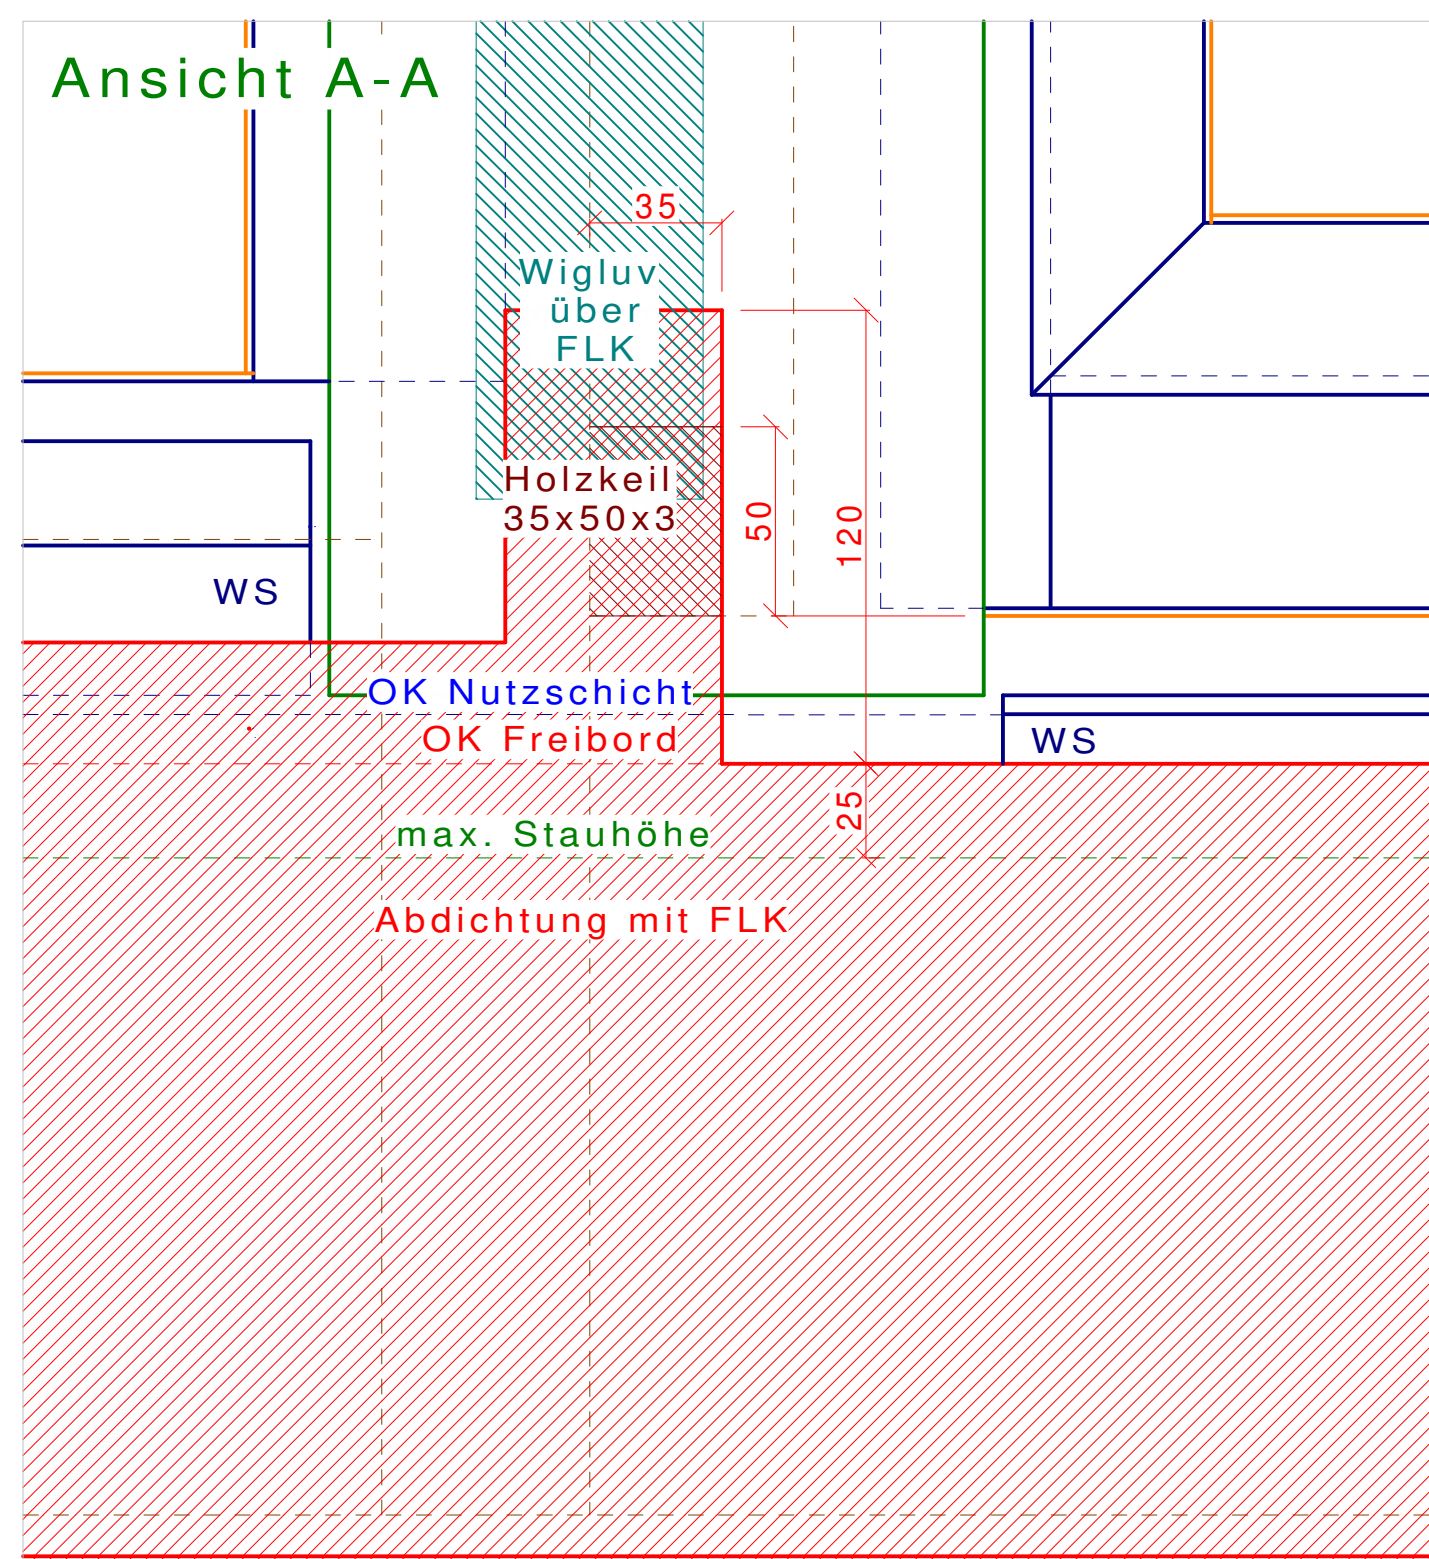 Ansicht A-A
35
Wigluv
über
FLK
Holzkeil
35x50x3
50
120
WS
OK Nutzschicht
OK Freibord
WS
25
max. Stauhöhe
Abdichtung mit FLK